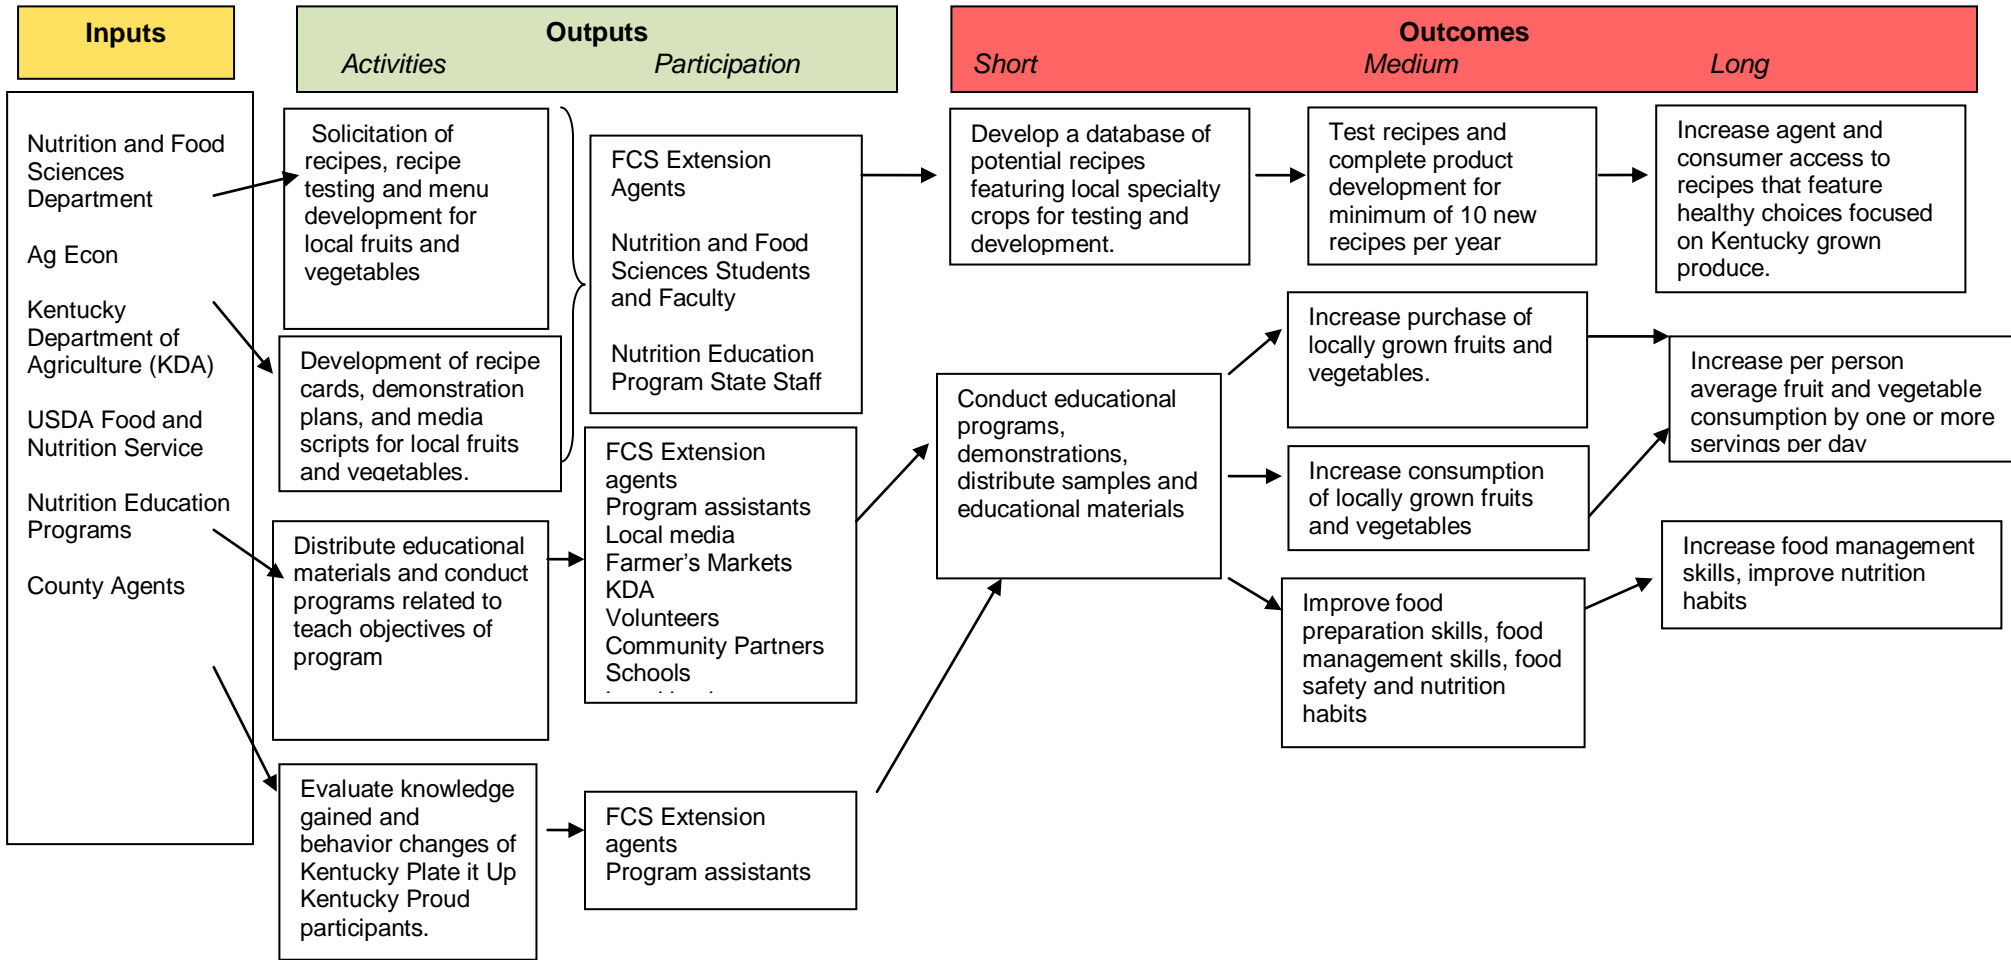 Inputs
Outputs
Activities
Participation
Outcomes
Short
Medium
Long
Nutrition and Food
Sciences
Department
Ag Econ
Kentucky
Department of
Agriculture (KDA)
USDA Food and
Nutrition Service
Nutrition Education
Programs
County Agents
Solicitation of
recipes, recipe
testing and menu
development for
local fruits and
vegetables
Development of recipe
cards, demonstration
plans, and media
scripts for local fruits
and vegetables.
Distribute educational
materials and conduct
programs related to
teach objectives of
program
Evaluate knowledge
gained and
behavior changes of
Kentucky Plate it Up
Kentucky Proud
participants.
FCS Extension
Agents
Nutrition and Food
Sciences Students
and Faculty
Nutrition Education
Program State Staff
FCS Extension
agents
Program assistants
Local media
Farmer’s Markets
KDA
Volunteers
Community Partners
Schools
FCS Extension
agents
Program assistants
Develop a database of
potential recipes
featuring local specialty
crops for testing and
development.
Conduct educational
programs,
demonstrations,
distribute samples and
educational materials
Test recipes and
complete product
development for
minimum of 10 new
recipes per year
Increase purchase of
locally grown fruits and
vegetables.
Increase consumption
of locally grown fruits
and vegetables
Improve food
preparation skills, food
management skills, food
safety and nutrition
habits
Increase agent and
consumer access to
recipes that feature
healthy choices focused
on Kentucky grown
produce.
Increase per person
average fruit and vegetable
consumption by one or more
servings per day
Increase food management
skills, improve nutrition
habits